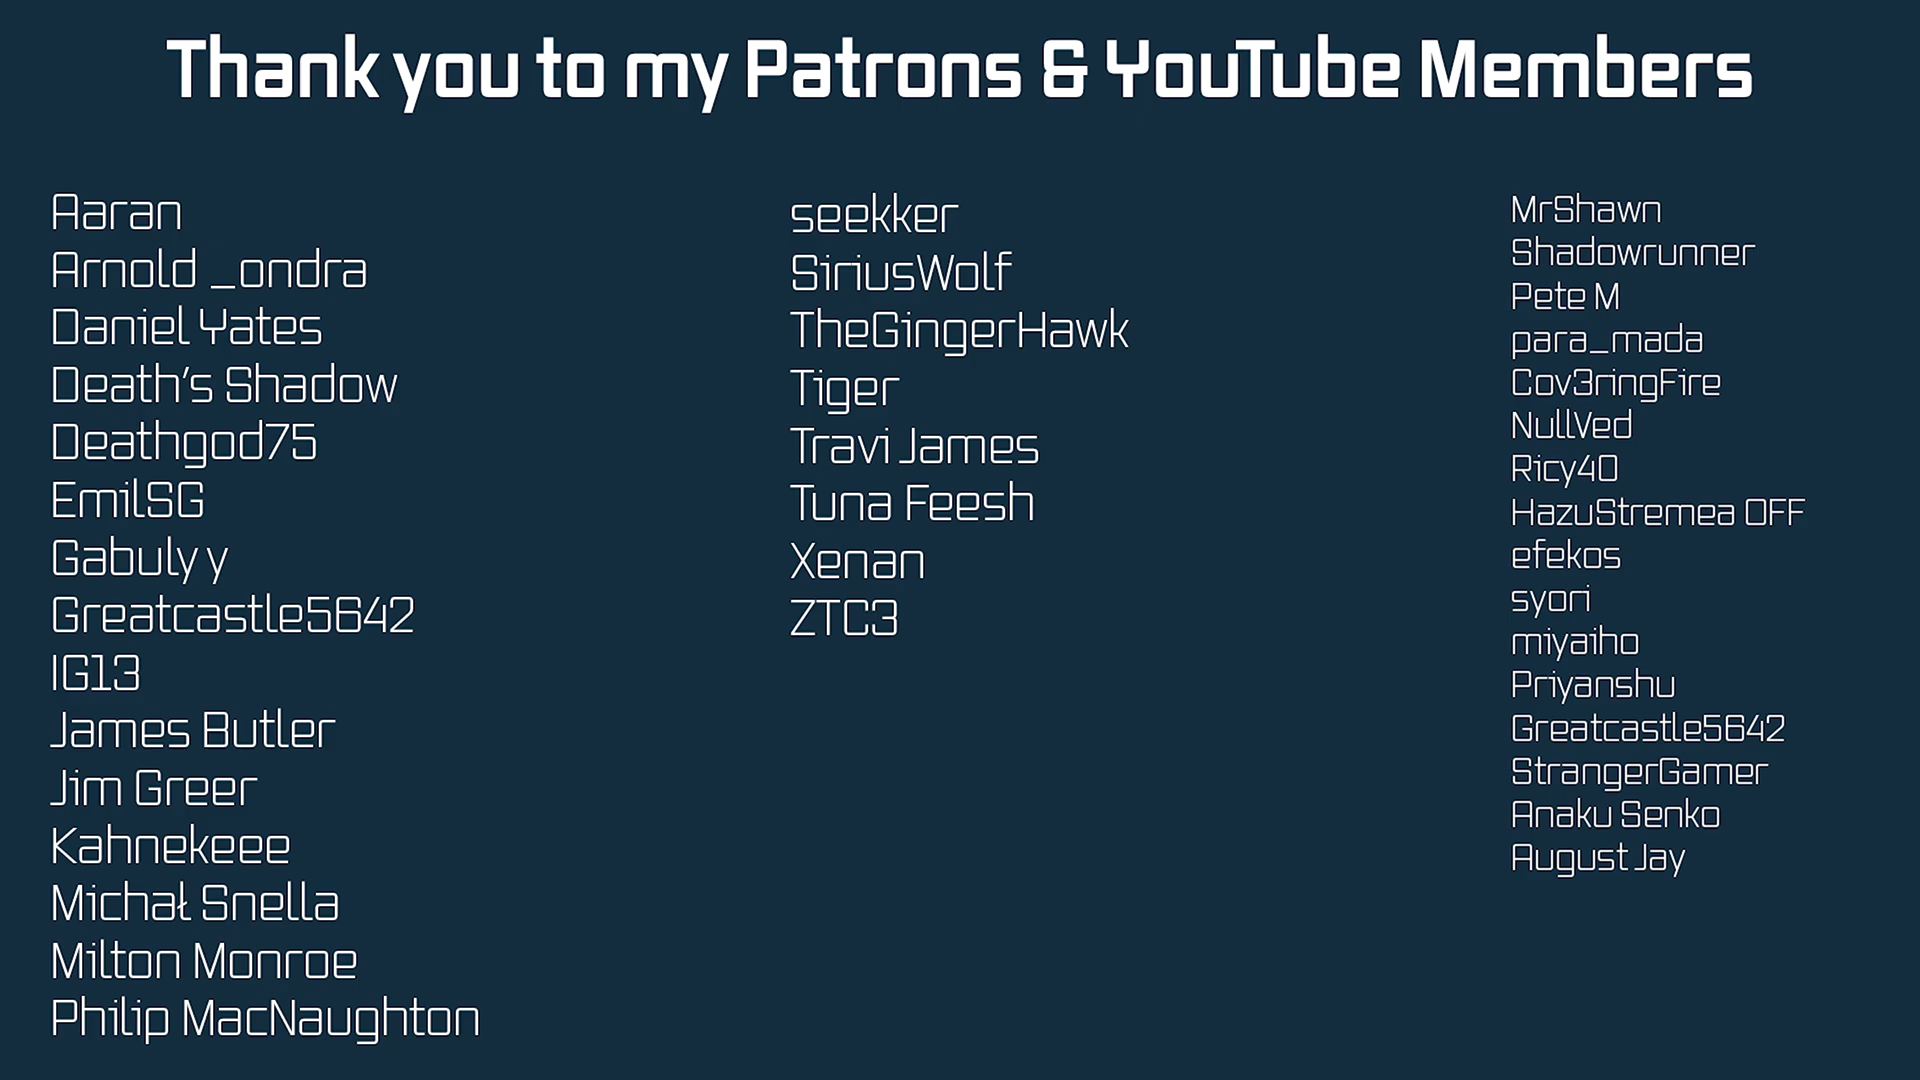 Thank you to my Patrons & YouTube Members
Aaran
Arnold _ondra
Daniel Yates
Death's Shadow
Deathgod75
EmilSG
Gabuly y
Greatcastle5642
IG13
James Butler
Jim Greer
Kahnekeee
Michał Snella
Milton Monroe
Philip MacNaughton
seekker
SiriusWolf
TheGingerHawk
Tiger
Travi James
Tuna Feesh
Xenan
ZTC3
MrShawn
Shadowrunner
Pete M
para_mada
Cov3ringFire
NullVed
Ricy40
HazuStremea OFF
efekos
syori
miyaiho
Priyanshu
Greatcastle5642
StrangerGamer
Anaku Senko
August Jay